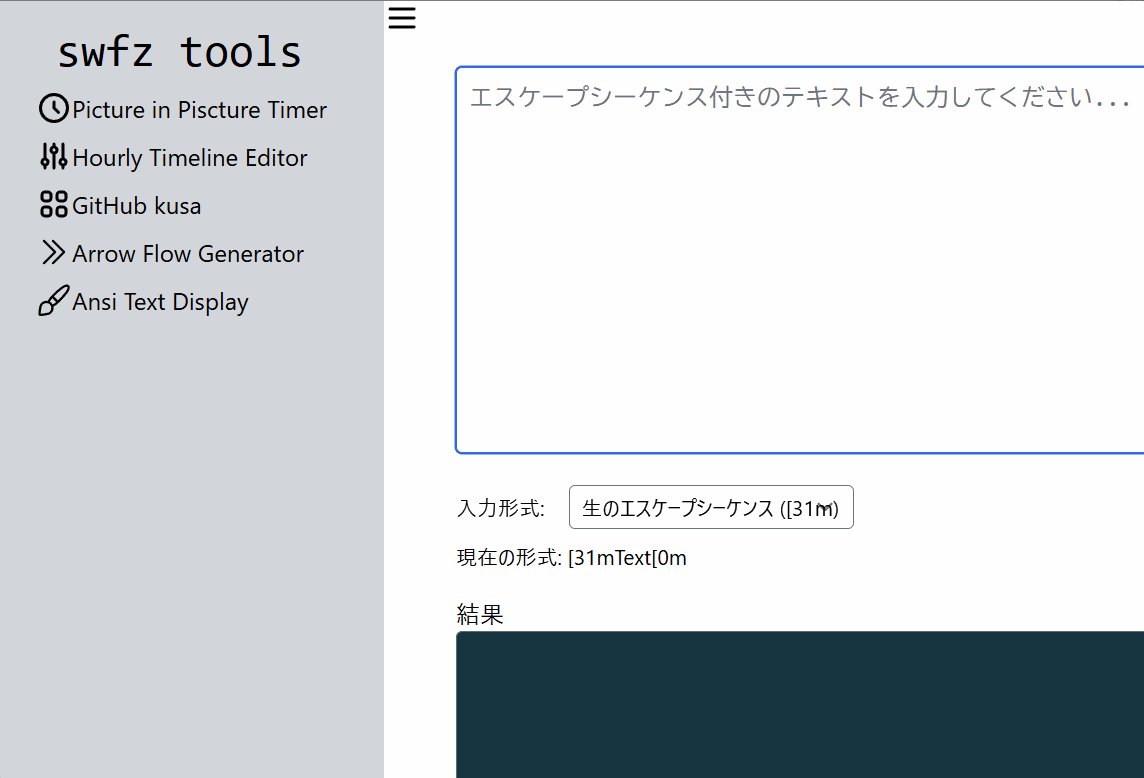 swfz tools
Picture in Piscture Timer
Hourly Timeline Editor
GitHub kusa
Arrow Flow Generator
Ansi Text Display
エスケープシーケンス付きのテキストを入力してください...
入力形式:
生のエスケープシーケンス ([31m)
現在の形式: [31mText[0m
結果